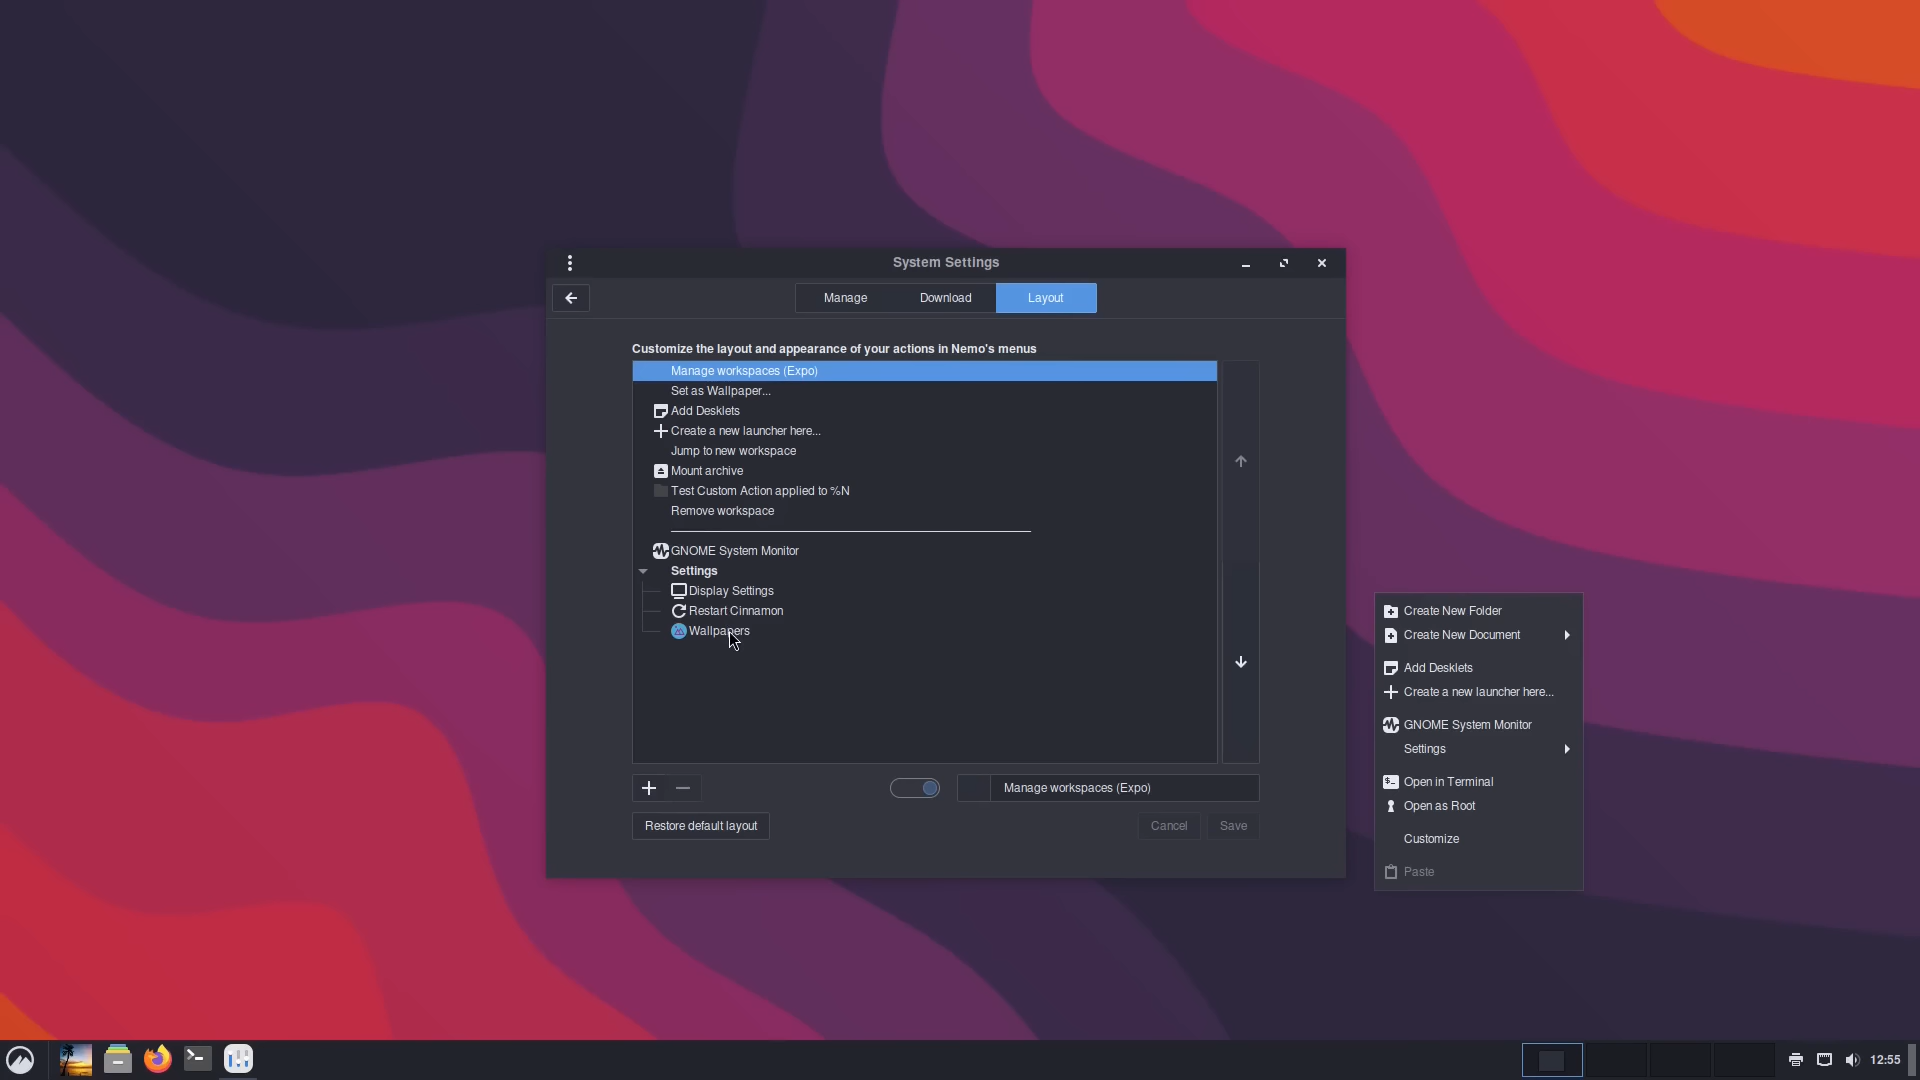 System Settings
Manage
Download
Layout
Customize the layout and appearance of your actions in Nemo's menus
Manage workspaces (Expo)
Set as Wallpaper...
Add Desklets
Create a new launcher here...
Jump to new workspace
Mount archive
Test Custom Action applied to %N
Remove workspace
GNOME System Monitor
Settings
Display Settings
Restart Cinnamon
Wallpapers
Manage workspaces (Expo)
Restore default layout
Cancel
Save
Create New Folder
Create New Document
Add Desklets
Create a new launcher here...
GNOME System Monitor
Settings
Open in Terminal
Open as Root
Customize
Paste
12:55